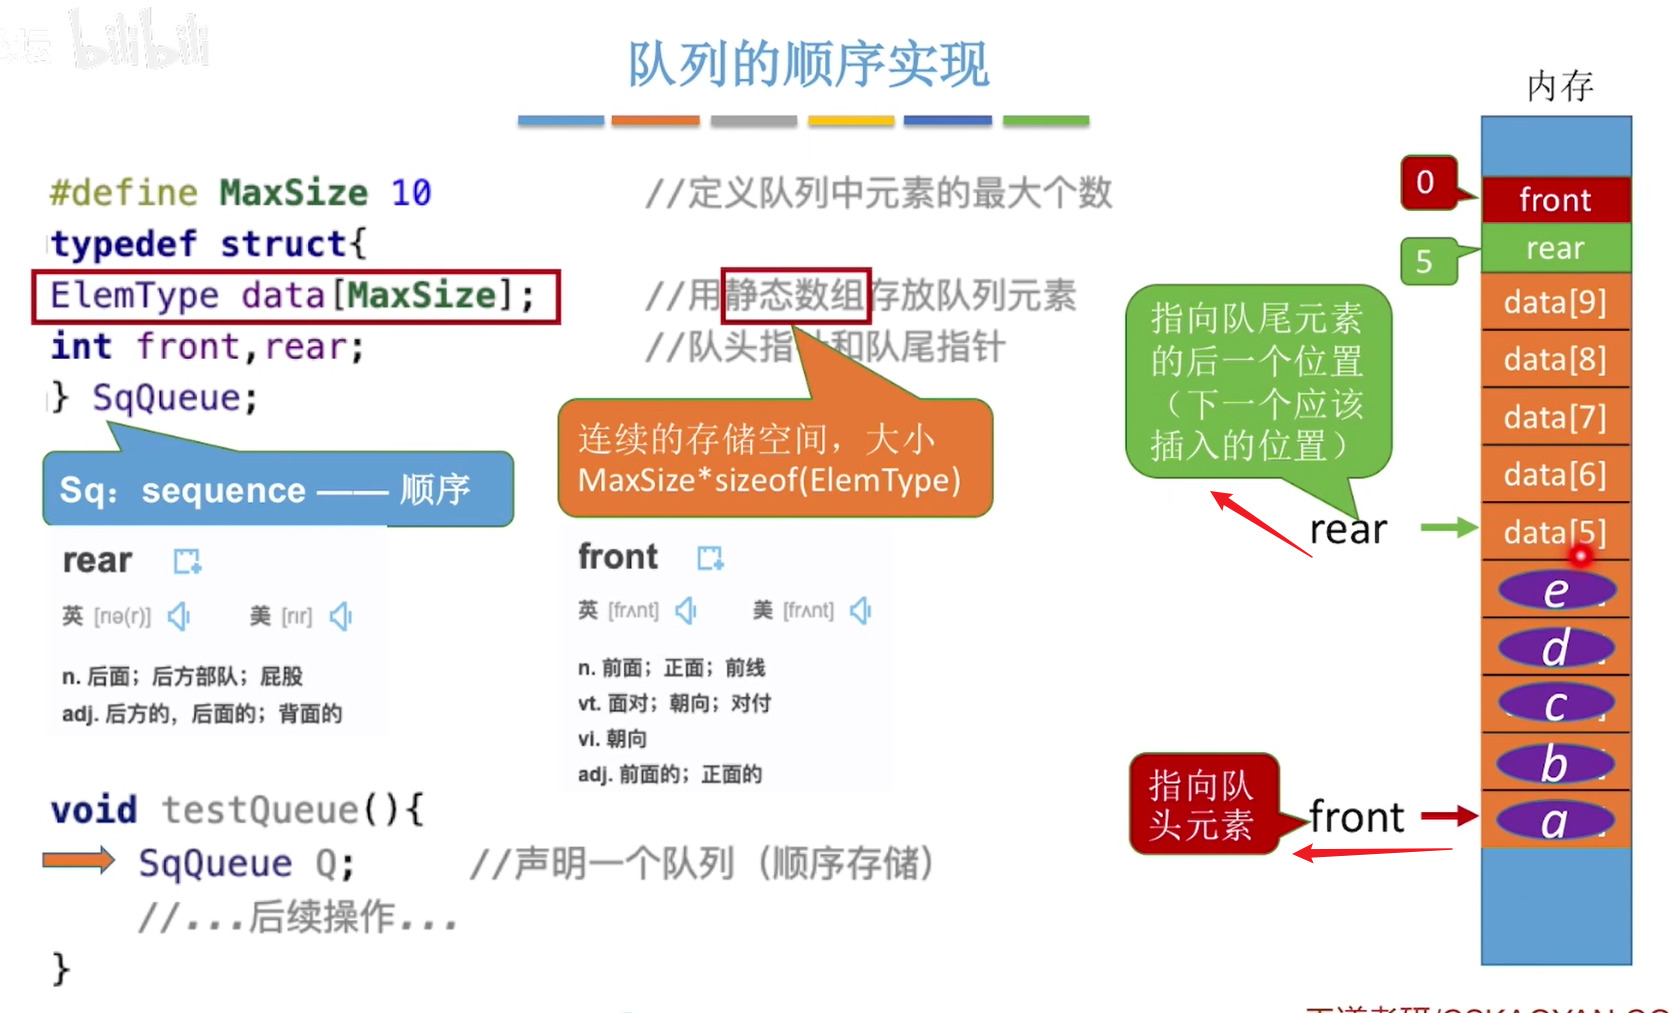 bilibili
队列的顺序实现
#define MaxSize 10 //定义队列中元素的最大个数
typedef struct{
ElemType data[MaxSize]; //用静态数组存放队列元素
int front,rear; //队头指针和队尾指针
} SqQueue;
连续的存储空间，大小
MaxSize*sizeof(ElemType)
Sq：sequence —— 顺序
rear
英 [rɪə(r)] 美 [rɪr]
n. 后面；后方部队；屁股
adj. 后方的，后面的；背面的
front
英 [frʌnt] 美 [frʌnt]
n. 前面；正面；前线
vt. 面对；朝向；对付
vi. 朝向
adj. 前面的；正面的
void testQueue(){
SqQueue Q; //声明一个队列（顺序存储）
//...后续操作...
}
内存
0
front
5
rear
data[9]
data[8]
data[7]
data[6]
data[5]
e
d
c
b
a
指向队尾元素
的后一个位置
（下一个应该
插入的位置）
rear
指向队
头元素
front